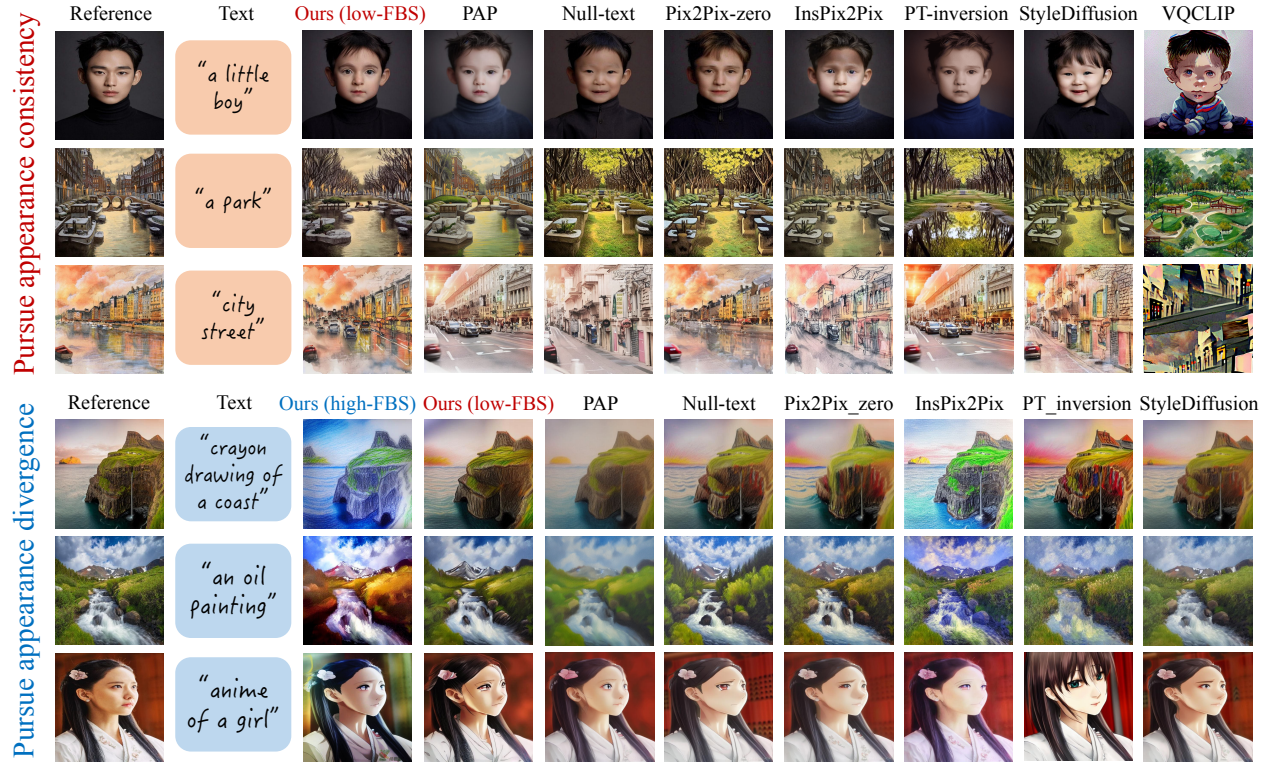 Reference Text Ours (low-FBS) PAP Null-text Pix2Pix-zero InsPix2Pix PT-inversion StyleDiffusion VQCLIP
Pursue appearance consistency
“a little
boy”
“a park”
“city
street”
Reference Text Ours (high-FBS) Ours (low-FBS) PAP Null-text Pix2Pix_zero InsPix2Pix PT_inversion StyleDiffusion
Pursue appearance divergence
“crayon
drawing of
a coast”
“an oil
painting”
“anime
of a girl”